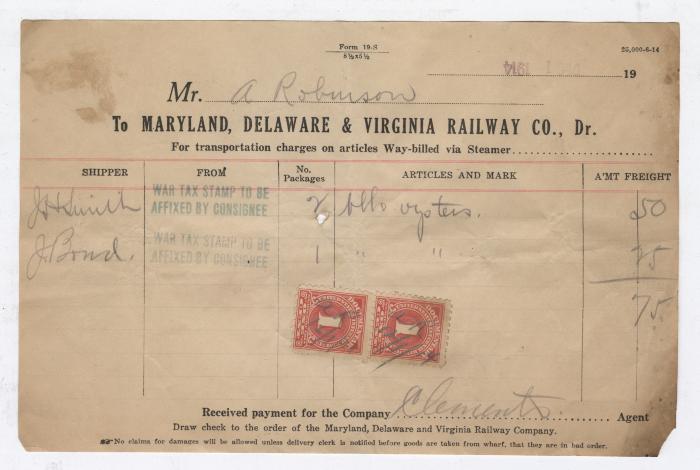 Form 19-S
8½x5½
25,000-6-14
1 1914 19
Mr. A Robinson
To MARYLAND, DELAWARE & VIRGINIA RAILWAY CO., Dr.
For transportation charges on articles Way-billed via Steamer
SHIPPER FROM No. Packages ARTICLES AND MARK A'MT FREIGHT
J H Smith WAR TAX STAMP TO BE AFFIXED BY CONSIGNEE 2 bbls oysters. 50
J Bond. WAR TAX STAMP TO BE AFFIXED BY CONSIGNEE 1 " " 25
75
1 1
Received payment for the Company Clements Agent
Draw check to the order of the Maryland, Delaware and Virginia Railway Company.
No claims for damages will be allowed unless delivery clerk is notified before goods are taken from wharf, that they are in bad order.